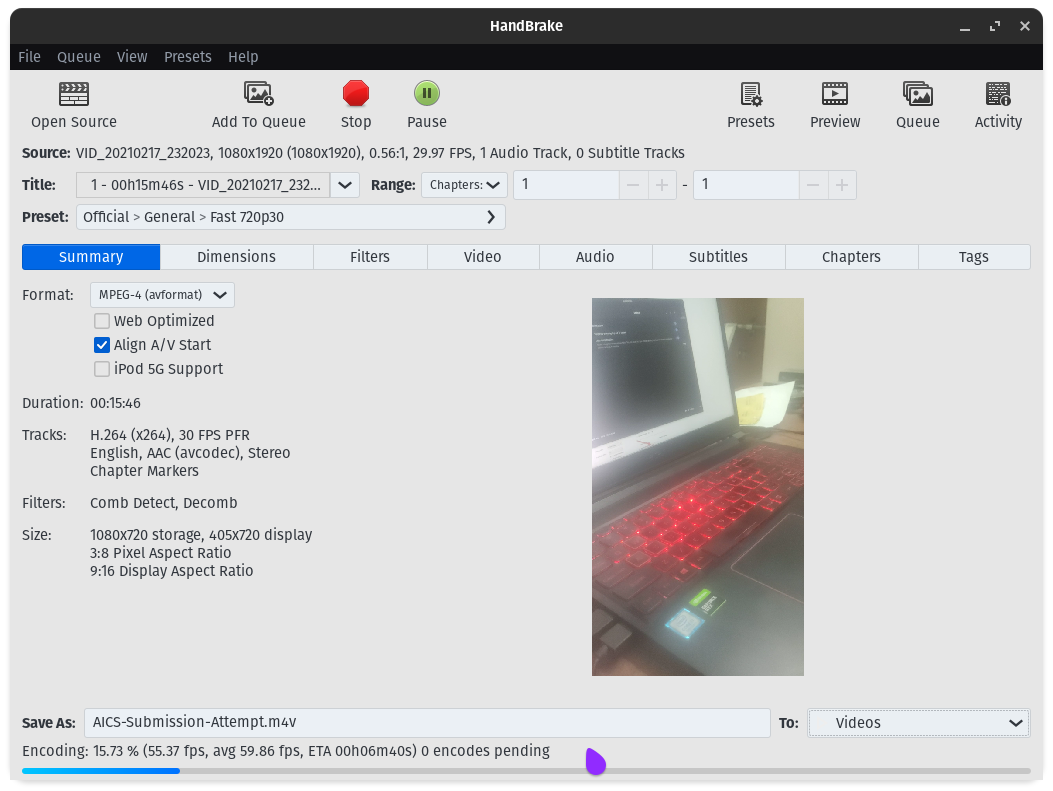 HandBrake
File Queue View Presets Help
Open Source Add To Queue Stop Pause Presets Preview Queue Activity
Source: VID_20210217_232023, 1080x1920 (1080x1920), 0.56:1, 29.97 FPS, 1 Audio Track, 0 Subtitle Tracks
Title: 1 - 00h15m46s - VID_20210217_232... Range: Chapters: 1 - 1
Preset: Official > General > Fast 720p30
Summary Dimensions Filters Video Audio Subtitles Chapters Tags
Format: MPEG-4 (avformat)
Web Optimized
Align A/V Start
iPod 5G Support
Duration: 00:15:46
Tracks: H.264 (x264), 30 FPS PFR
English, AAC (avcodec), Stereo
Chapter Markers
Filters: Comb Detect, Decomb
Size: 1080x720 storage, 405x720 display
3:8 Pixel Aspect Ratio
9:16 Display Aspect Ratio
Save As: AICS-Submission-Attempt.m4v To: Videos
Encoding: 15.73 % (55.37 fps, avg 59.86 fps, ETA 00h06m40s) 0 encodes pending